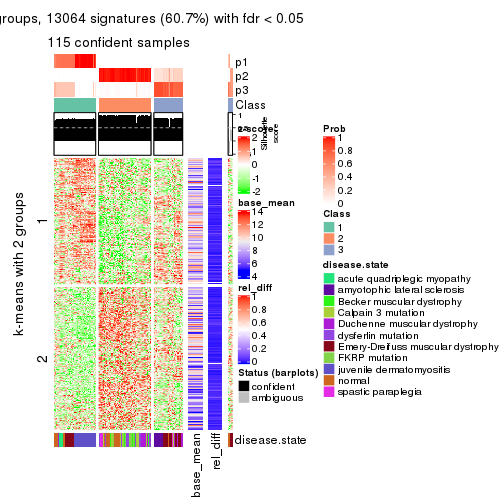 groups, 13064 signatures (60.7%) with fdr < 0.05
115 confident samples
p1
p2
p3
Class
1
0.5
0
Silhouette
score
z-score
2
1
0
-1
-2
base_mean
14
12
10
8
6
4
rel_diff
1
0.8
0.6
0.4
0.2
0
Status (barplots)
confident
ambiguous
Prob
1
0.8
0.6
0.4
0.2
0
Class
1
2
3
disease.state
acute quadriplegic myopathy
amyotrophic lateral sclerosis
Becker muscular dystrophy
Calpain 3 mutation
Duchenne muscular dystrophy
dysferlin mutation
Emery-Dreifuss muscular dystrophy
FKRP mutation
juvenile dermatomyositis
normal
spastic paraplegia
k-means with 2 groups
1
2
disease.state
base_mean
rel_diff